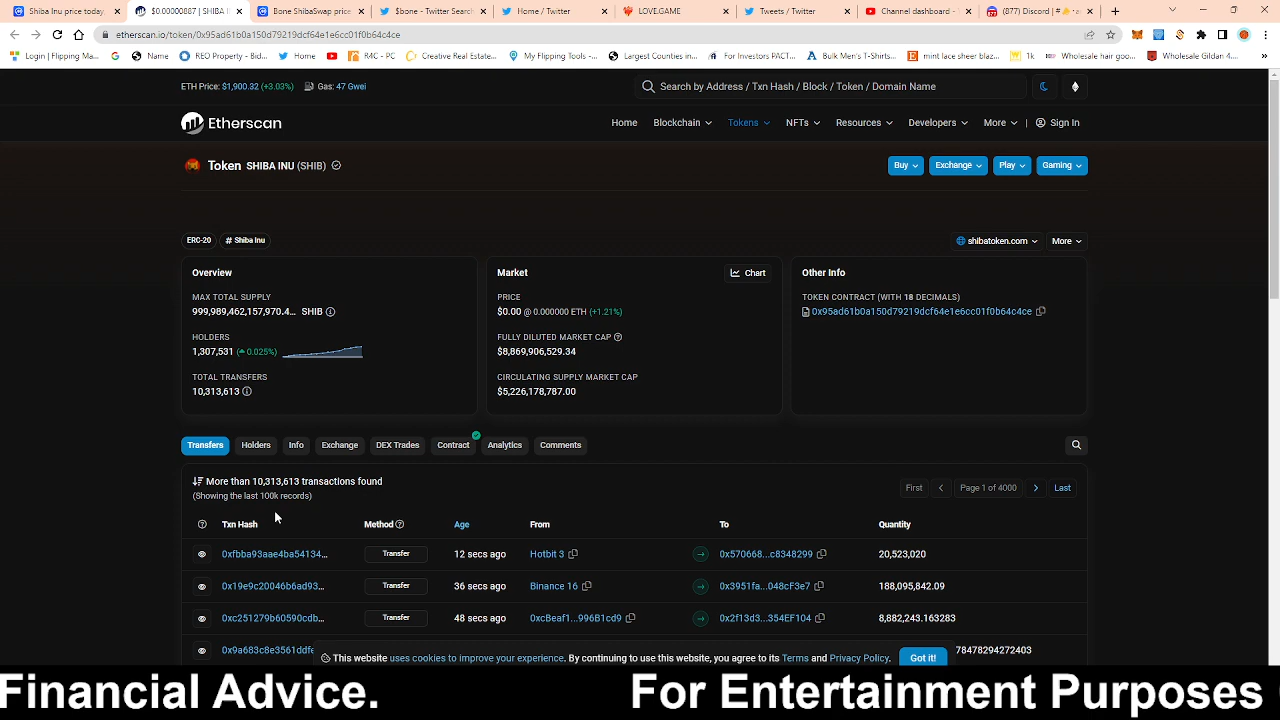 Shiba Inu price today
$0.00000887 | SHIBA I
Bone ShibaSwap price
$bone - Twitter Search
Home / Twitter
LOVE.GAME
Tweets / Twitter
Channel dashboard -
(877) Discord | #
etherscan.io/token/0x95ad61b0a150d79219dcf64e1e6cc01f0b64c4ce
Login | Flipping Ma...
Name
REO Property - Bid...
Home
R4C - PC
Creative Real Estate...
My Flipping Tools -...
Largest Counties in...
For Investors PACT...
Bulk Men's T-Shirts...
mint lace sheer blaz...
1k
Wholesale hair goo...
Wholesale Gildan 4...
»
ETH Price: $1,900.32 (+3.03%) Gas: 47 Gwei
Search by Address / Txn Hash / Block / Token / Domain Name
Etherscan
Home Blockchain Tokens NFTs Resources Developers More | Sign In
Token SHIBA INU (SHIB)
Buy Exchange Play Gaming
ERC-20 # Shiba Inu
shibatoken.com More
Overview
MAX TOTAL SUPPLY
999,989,462,157,970.4... SHIB
HOLDERS
1,307,531 (0.025%)
TOTAL TRANSFERS
10,313,613
Market
Chart
PRICE
$0.00 @ 0.000000 ETH (+1.21%)
FULLY DILUTED MARKET CAP
$8,869,906,529.34
CIRCULATING SUPPLY MARKET CAP
$5,226,178,787.00
Other Info
TOKEN CONTRACT (WITH 18 DECIMALS)
0x95ad61b0a150d79219dcf64e1e6cc01f0b64c4ce
Transfers Holders Info Exchange DEX Trades Contract Analytics Comments
More than 10,313,613 transactions found
(Showing the last 100k records)
First Page 1 of 4000 Last
Txn Hash Method Age From To Quantity
0xfbba93aae4ba54134... Transfer 12 secs ago Hotbit 3 0x570668...c8348299 20,523,020
0x19e9c20046b6ad93... Transfer 36 secs ago Binance 16 0x3951fa...048cF3e7 188,095,842.09
0xc251279b60590cdb... Transfer 48 secs ago 0xcBeaf1...996B1cd9 0x2f13d3...354EF104 8,882,243.163283
0x9a683c8e3561ddfe 78478294272403
This website uses cookies to improve your experience. By continuing to use this website, you agree to its Terms and Privacy Policy.
Got it!
Financial Advice. For Entertainment Purposes